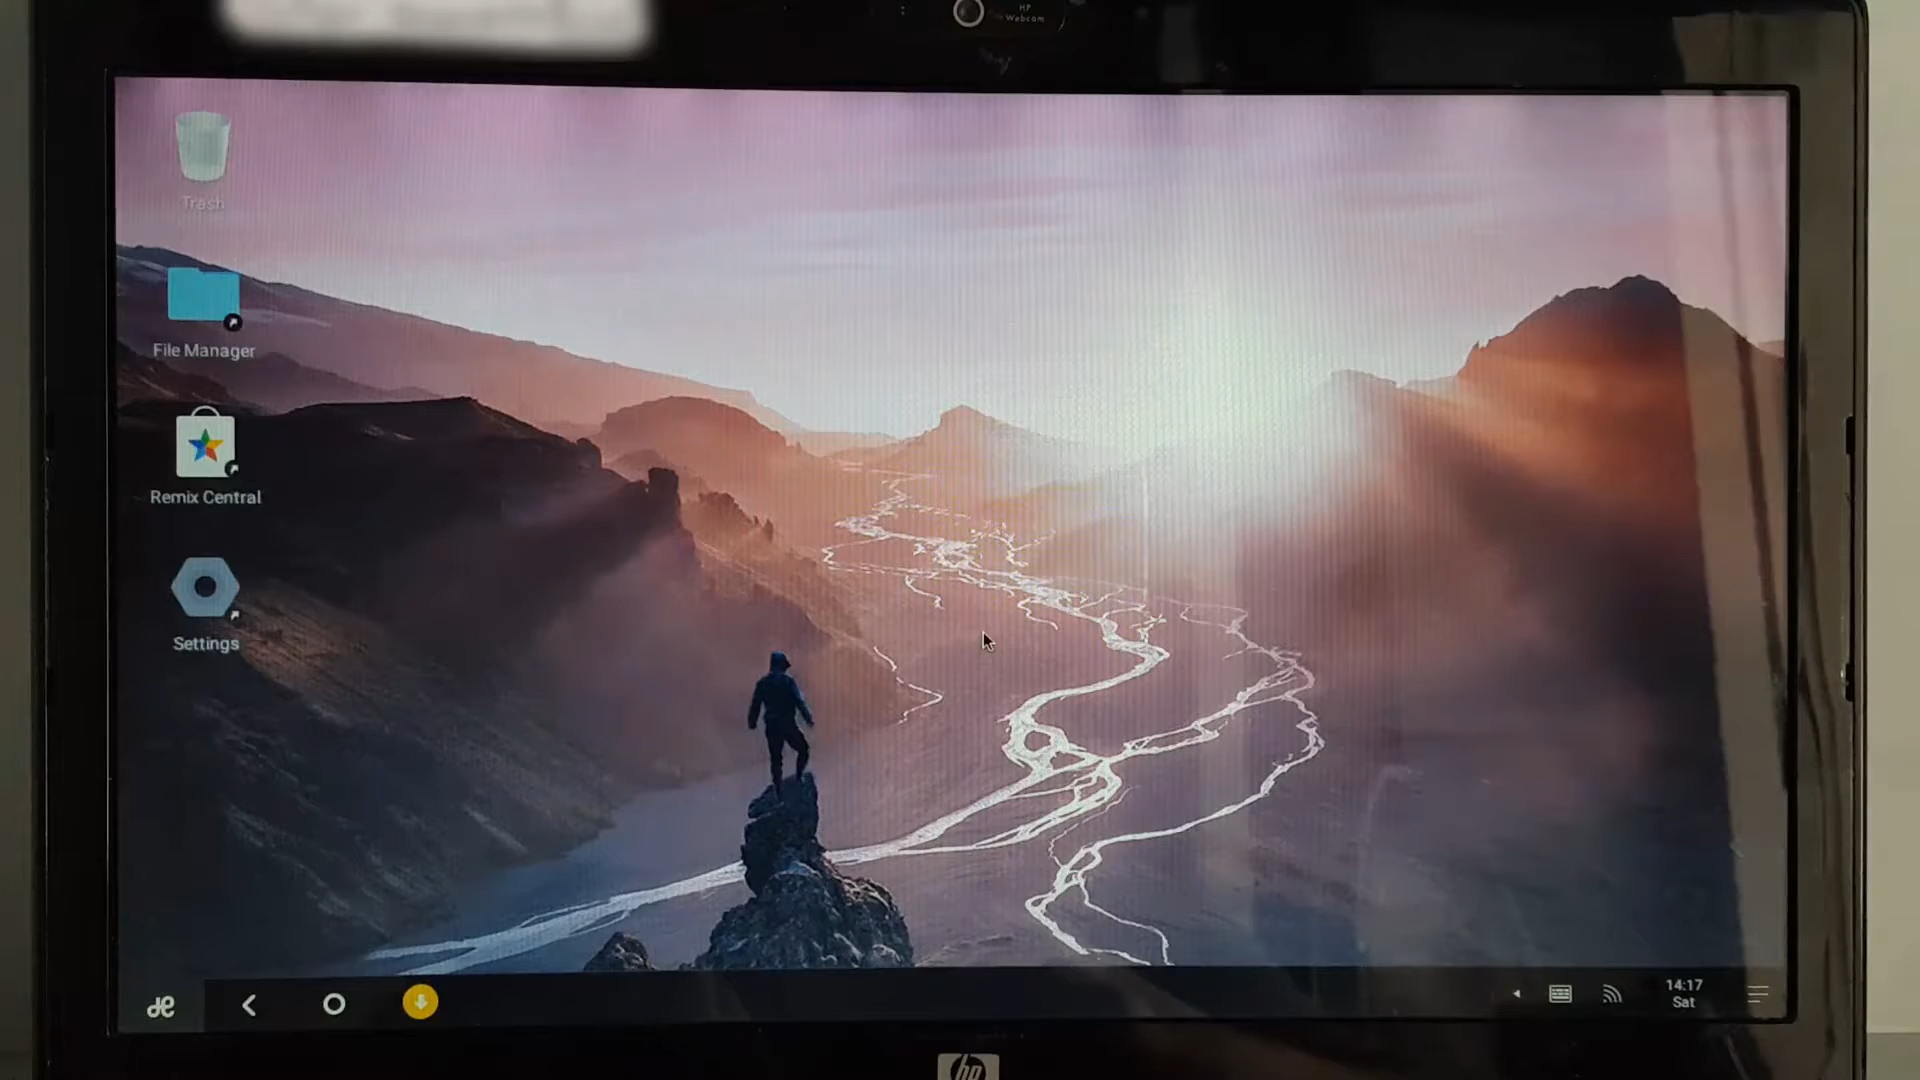 HP
Webcam
Trash
File Manager
Remix Central
Settings
14:17
Sat
hp